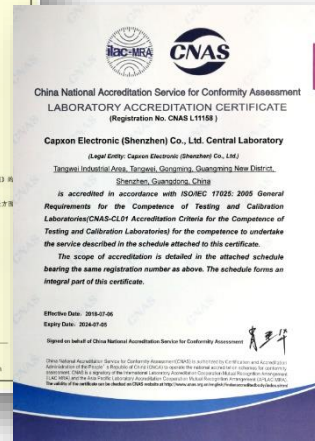 ilac-MRA
CNAS
China National Accreditation Service for Conformity Assessment
LABORATORY ACCREDITATION CERTIFICATE
(Registration No. CNAS L11158 )
Capxon Electronic (Shenzhen) Co., Ltd. Central Laboratory
(Legal Entity: Capxon Electronic (Shenzhen) Co., Ltd.)
Tangwei Industrial Area, Tangwei, Gongming, Guangming New District,
Shenzhen, Guangdong, China
is accredited in accordance with ISO/IEC 17025: 2005 General
Requirements for the Competence of Testing and Calibration
Laboratories(CNAS-CL01 Accreditation Criteria for the Competence of
Testing and Calibration Laboratories) for the competence to undertake
the service described in the schedule attached to this certificate.
The scope of accreditation is detailed in the attached schedule
bearing the same registration number as above. The schedule forms an
integral part of this certificate.
Effective Date: 2018-07-06
Expiry Date: 2024-07-05
Signed on behalf of China National Accreditation Service for Conformity Assessment